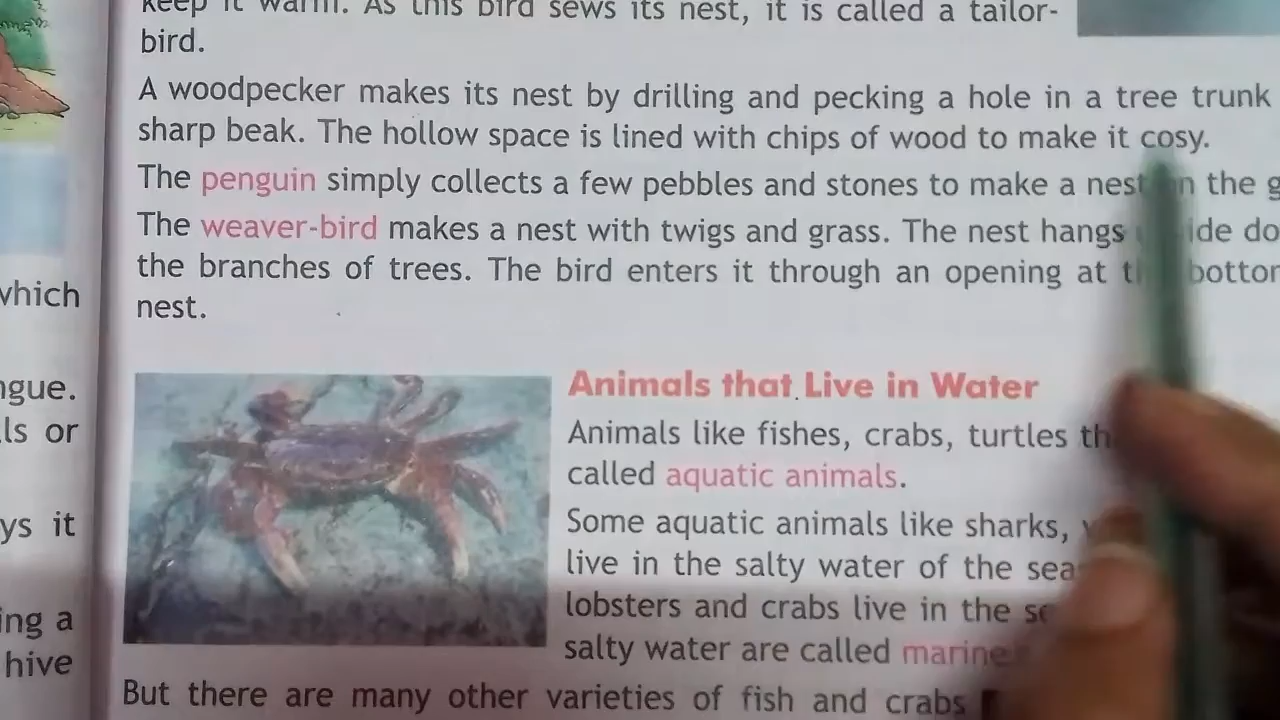 keep it warm. As this bird sews its nest, it is called a tailor-
bird.
A woodpecker makes its nest by drilling and pecking a hole in a tree trunk
sharp beak. The hollow space is lined with chips of wood to make it cosy.
The penguin simply collects a few pebbles and stones to make a nest on the
The weaver-bird makes a nest with twigs and grass. The nest hangs
the branches of trees. The bird enters it through an opening at
nest.
which
ngue.
ls or
ys it
ing a
hive
Animals that Live in Water
Animals like fishes, crabs, turtles
called aquatic animals.
Some aquatic animals like sharks,
live in the salty water of the sea
lobsters and crabs live in the
salty water are called marine
But there are many other varieties of fish and crabs